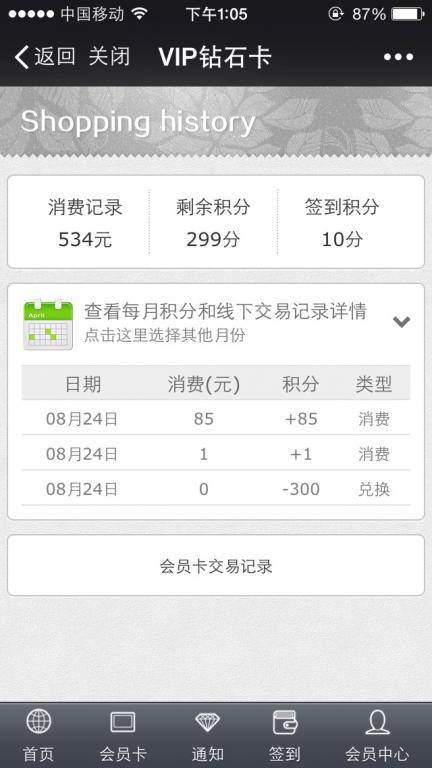 中国移动 下午1:05 87%
返回 关闭 VIP钻石卡
Shopping history
消费记录 剩余积分 签到积分
534元 299分 10分
April
查看每月积分和线下交易记录详情
点击这里选择其他月份
日期 消费(元) 积分 类型
08月24日 85 +85 消费
08月24日 1 +1 消费
08月24日 0 -300 兑换
会员卡交易记录
首页 会员卡 通知 签到 会员中心